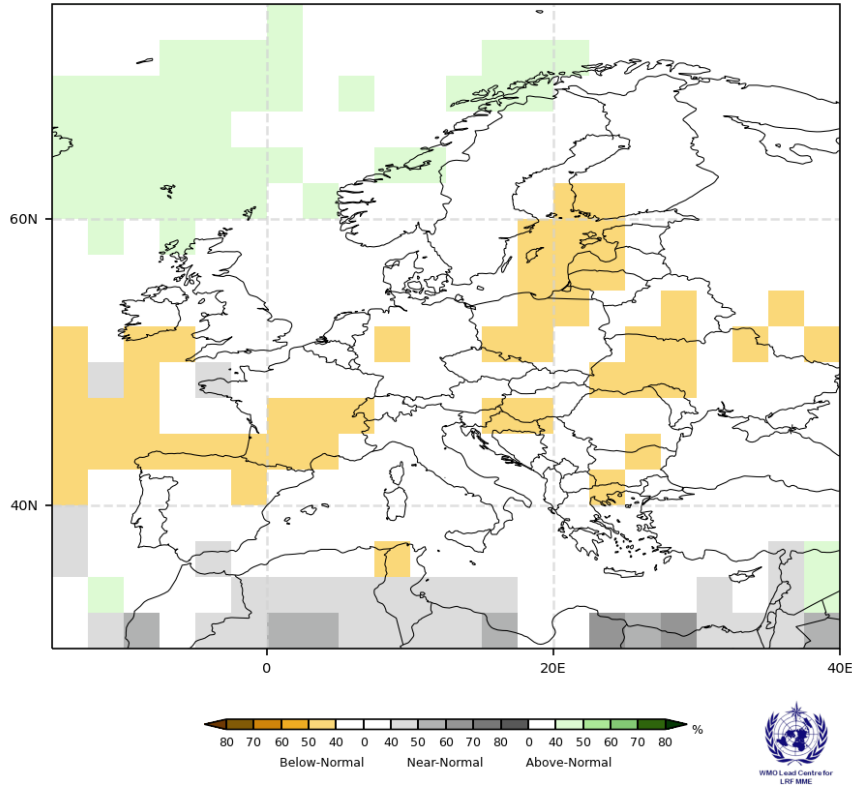 60N
40N
0 20E 40E
80 70 60 50 40 0 40 50 60 70 80 0 40 50 60 70 80 %
Below-Normal Near-Normal Above-Normal
WMO Lead Centre for
LRF MME